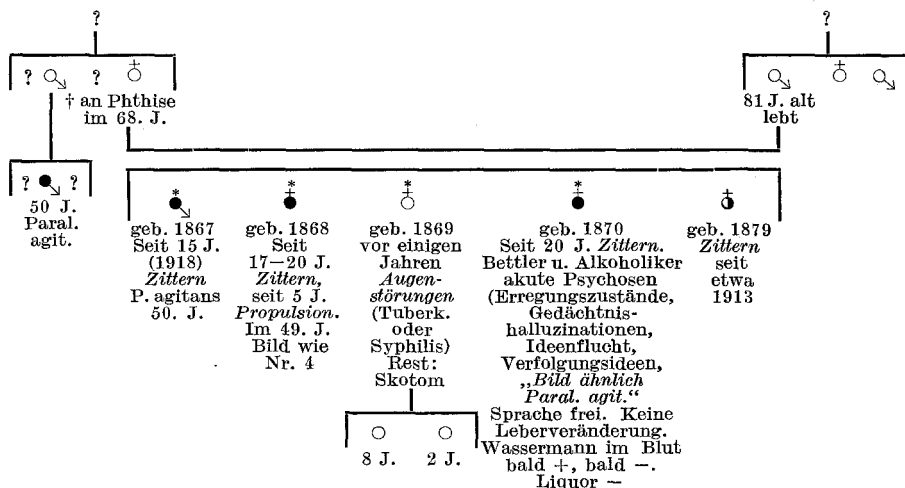 ?
?
? ?
† an Phthise
im 68. J.
81 J. alt
lebt
? ?
50 J.
Paral.
agit.
*
geb. 1867
Seit 15 J.
(1918)
Zittern
P. agitans
50. J.
*
geb. 1868
Seit
17—20 J.
Zittern,
seit 5 J.
Propulsion.
Im 49. J.
Bild wie
Nr. 4
*
geb. 1869
vor einigen
Jahren
Augen-
störungen
(Tuberk.
oder
Syphilis)
Rest:
Skotom
8 J. 2 J.
*
geb. 1870
Seit 20 J. Zittern.
Bettler u. Alkoholiker
akute Psychosen
(Erregungszustände,
Gedächtnis-
halluzinationen,
Ideenflucht,
Verfolgungsideen,
„Bild ähnlich
Paral. agit.“
Sprache frei. Keine
Leberveränderung.
Wassermann im Blut
bald +, bald —.
Liquor —
geb. 1879
Zittern
seit
etwa
1913